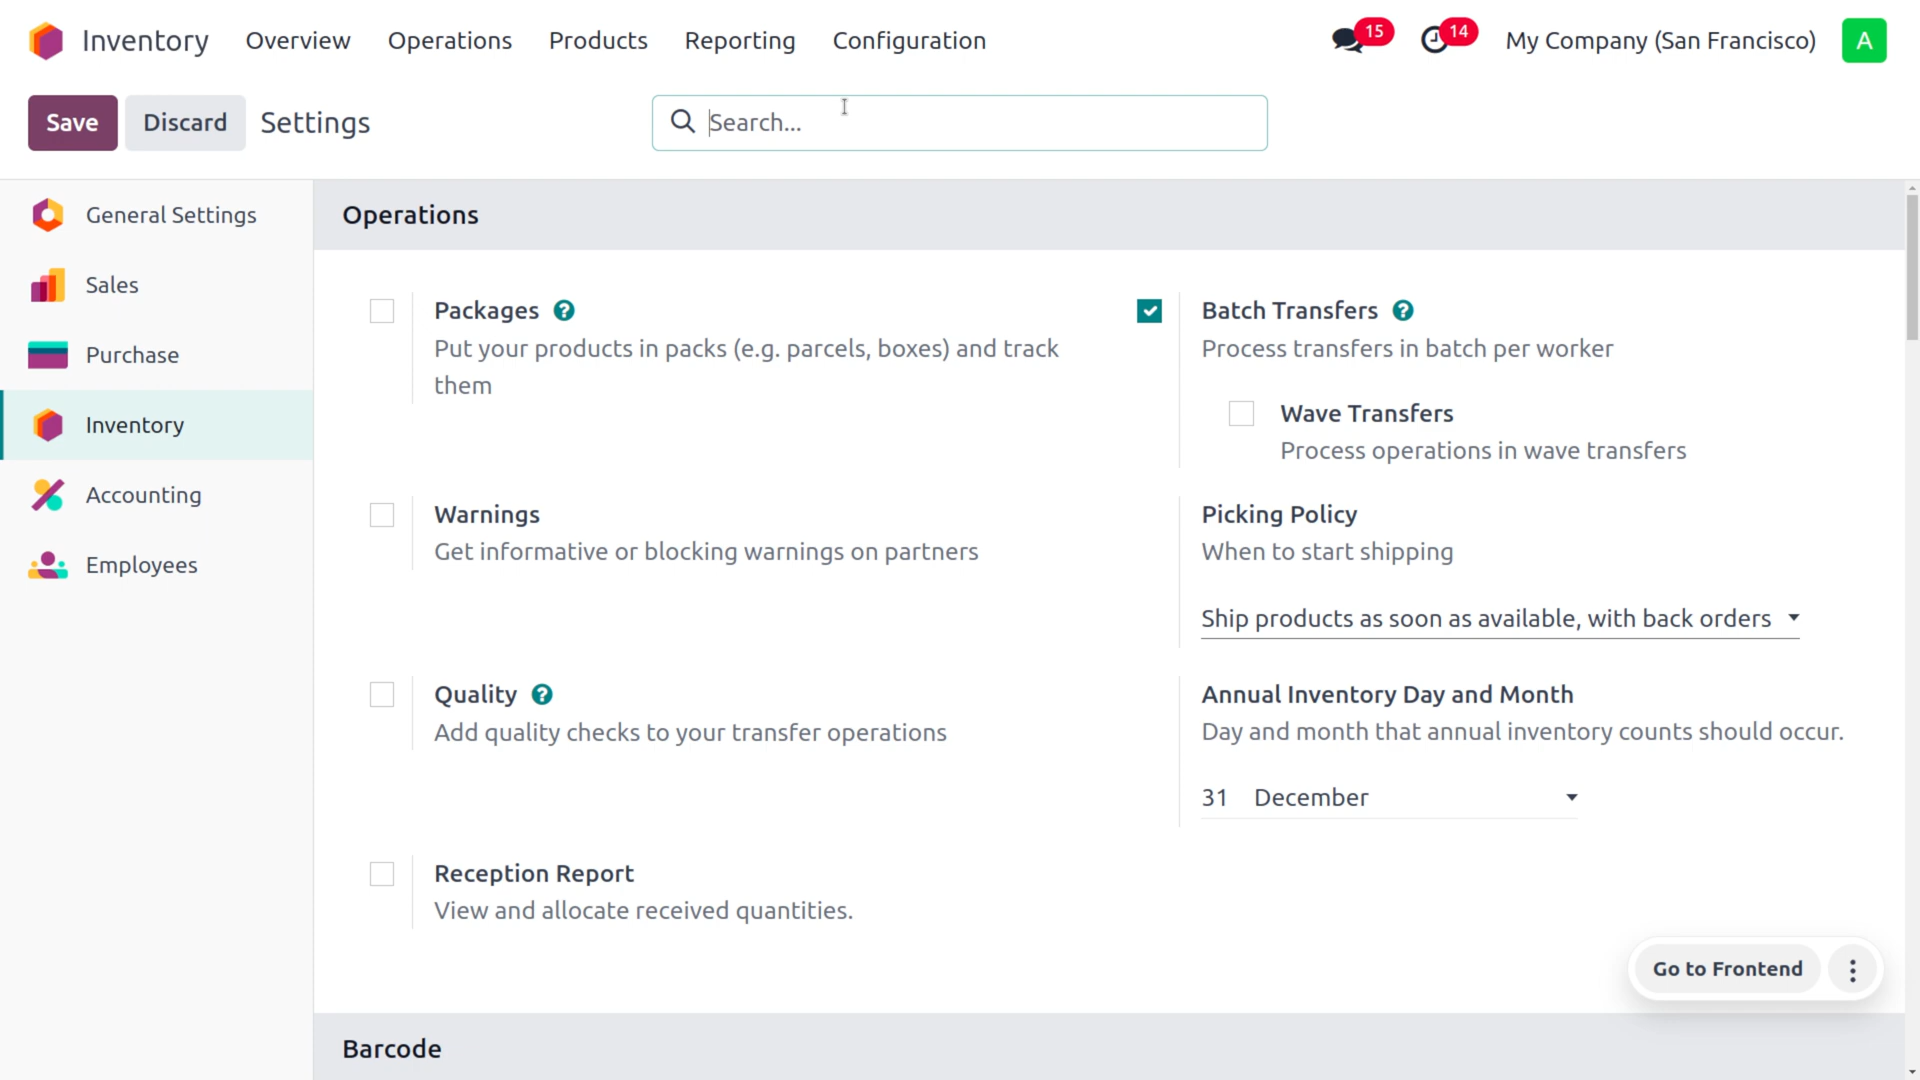 Inventory Overview Operations Products Reporting Configuration 15 14 My Company (San Francisco) A
Save Discard Settings Search...
General Settings
Sales
Purchase
Inventory
Accounting
Employees
Operations
Packages ?
Put your products in packs (e.g. parcels, boxes) and track
them
Batch Transfers ?
Process transfers in batch per worker
Wave Transfers
Process operations in wave transfers
Warnings
Get informative or blocking warnings on partners
Picking Policy
When to start shipping
Ship products as soon as available, with back orders
Quality ?
Add quality checks to your transfer operations
Annual Inventory Day and Month
Day and month that annual inventory counts should occur.
31 December
Reception Report
View and allocate received quantities.
Go to Frontend
Barcode